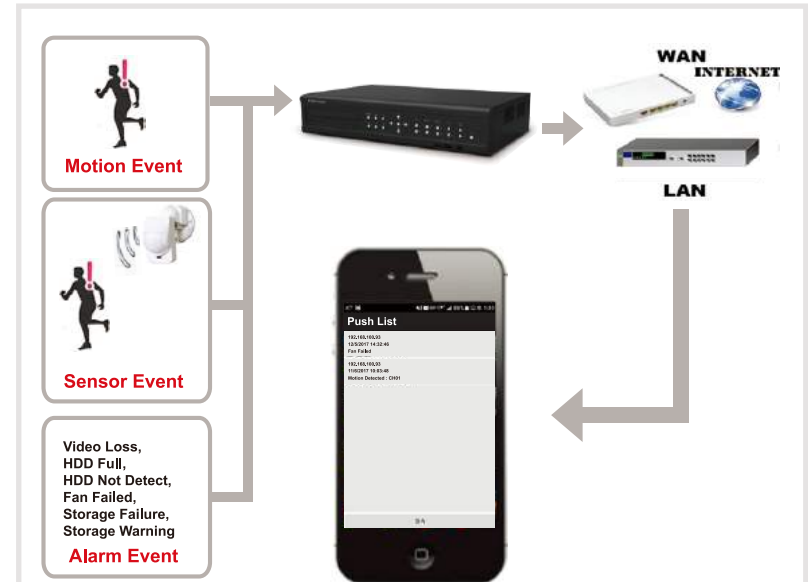 Motion Event
WAN
INTERNET
LAN
Sensor Event
Push List
192,168,100,93
12/5/2017 14:32:46
Fan Failed
192,168,100,93
11/6/2017 10:03:48
Motion Detected : CH01
Video Loss,
HDD Full,
HDD Not Detect,
Fan Failed,
Storage Failure,
Storage Warning
Alarm Event